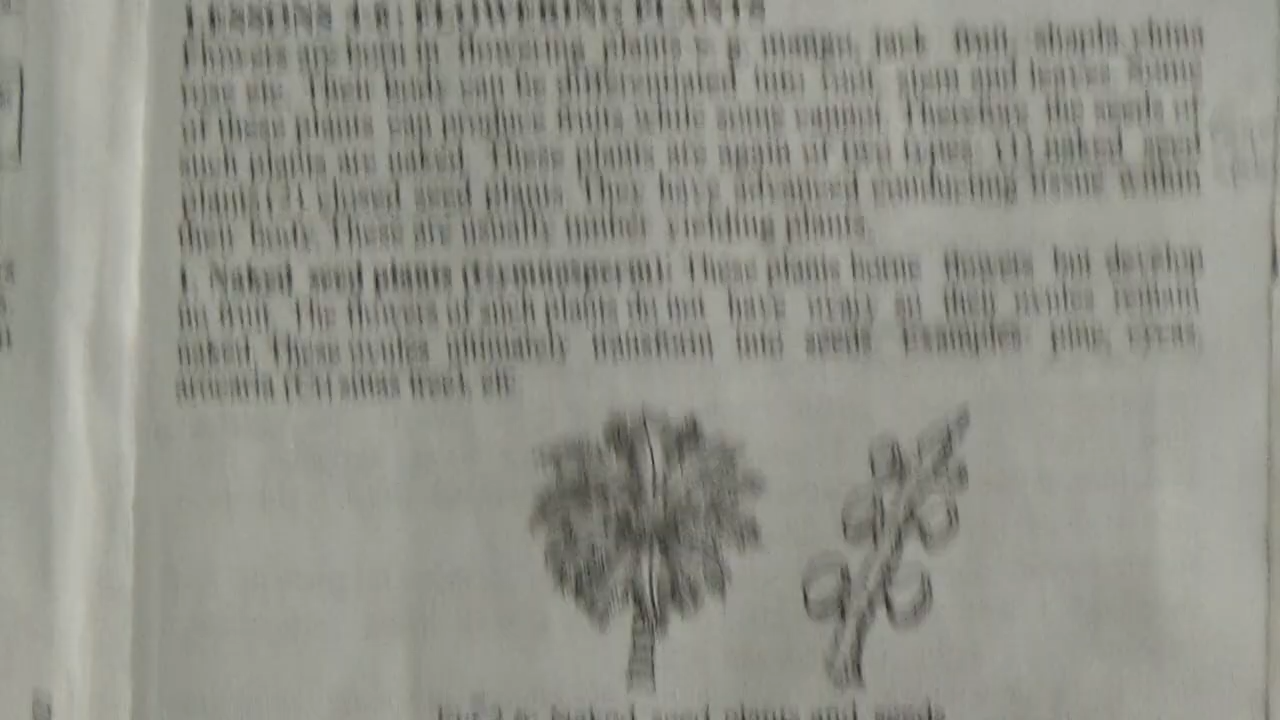 LESSONS : FLOWERING PLANTS
Flowers are born in flowering plants e.g. mango, jack fruit, shapla, china
rose etc. Their body can be differentiated into root, stem and leaves. Some
of these plants can produce fruits while some cannot. Therefore, the seeds of
such plants are naked. These plants are again of two types. (1) naked seed
plant (2) closed seed plants. They have advanced conducting tissue within
their body. These are usually timber yielding plants.
1. Naked seed plants (Gymnosperm): These plants borne flowers but develop
no fruit. The flowers of such plants do not have ovary so their ovules remain
naked. These ovules ultimately transform into seeds. Examples- pine, cycas,
etc
Naked seed plants and seeds